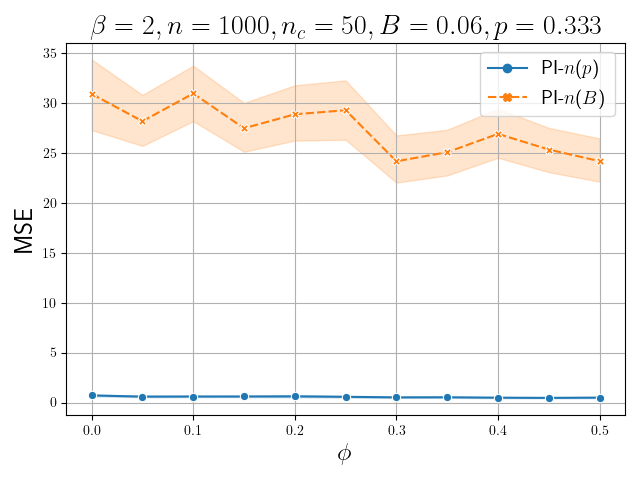 β = 2, n = 1000, n_c = 50, B = 0.06, p = 0.333
35
30
25
20
15
10
5
0
MSE
PI-n(p)
PI-n(B)
0.0 0.1 0.2 0.3 0.4 0.5
ϕ